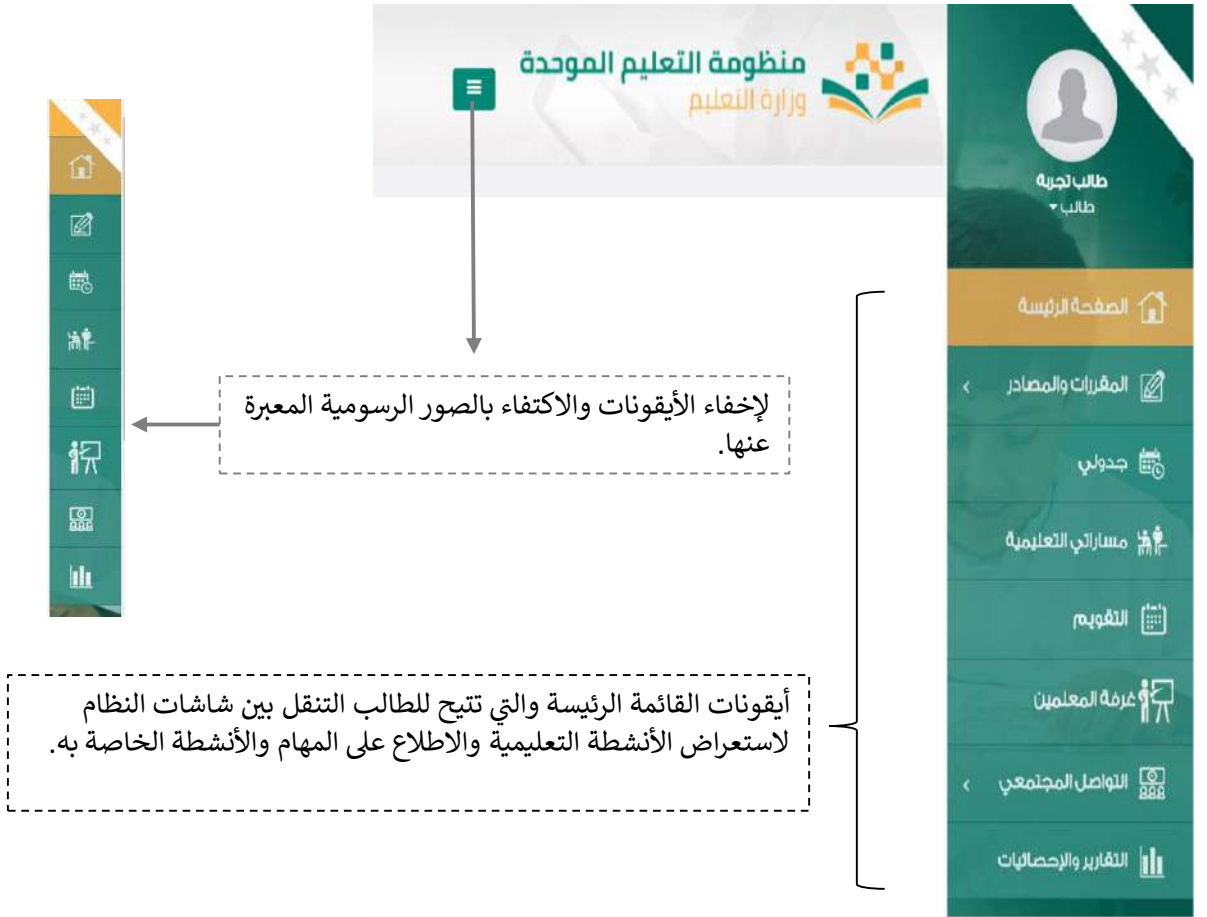 منظومة التعليم الموحدة
وزارة التعليم
طالب تجربة
طالب
الصفحة الرئيسة
المقررات والمصادر
جدولي
مساراتي التعليمية
التقويم
غرفة المعلمين
التواصل المجتمعي
التقارير والإحصائيات
لإخفاء الأيقونات والاكتفاء بالصور الرسومية المعبرة
عنها.
أيقونات القائمة الرئيسة والتي تتيح للطالب التنقل بين شاشات النظام
لاستعراض الأنشطة التعليمية والاطلاع على المهام والأنشطة الخاصة به.